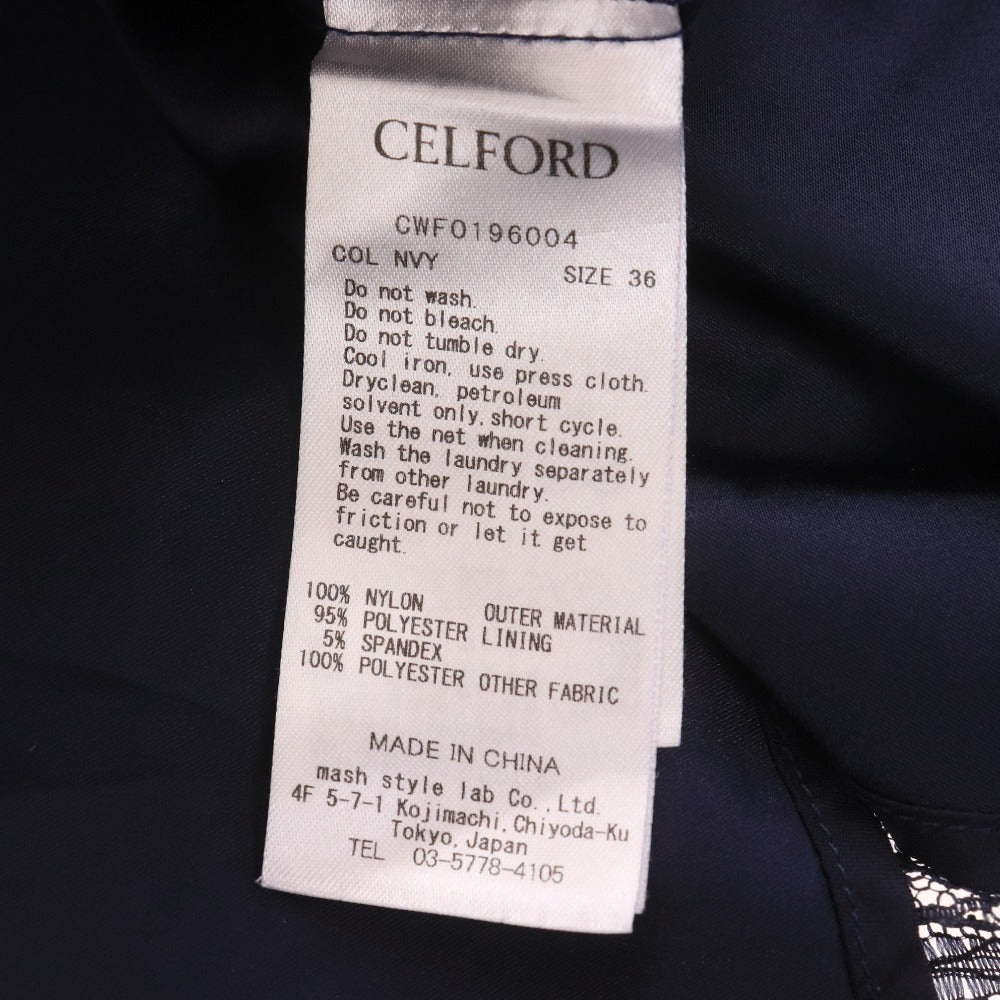 CELFORD
CWF0196004
COL NVY SIZE 36
Do not wash.
Do not bleach.
Do not tumble dry.
Cool iron, use press cloth.
Dryclean, petroleum
solvent only, short cycle.
Use the net when cleaning.
Wash the laundry separately
from other laundry.
Be careful not to expose to
friction or let it get
caught.
100% NYLON OUTER MATERIAL
95% POLYESTER LINING
5% SPANDEX
100% POLYESTER OTHER FABRIC
MADE IN CHINA
mash style lab Co., Ltd.
4F 5-7-1 Kojimachi, Chiyoda-Ku
Tokyo, Japan
TEL 03-5778-4105